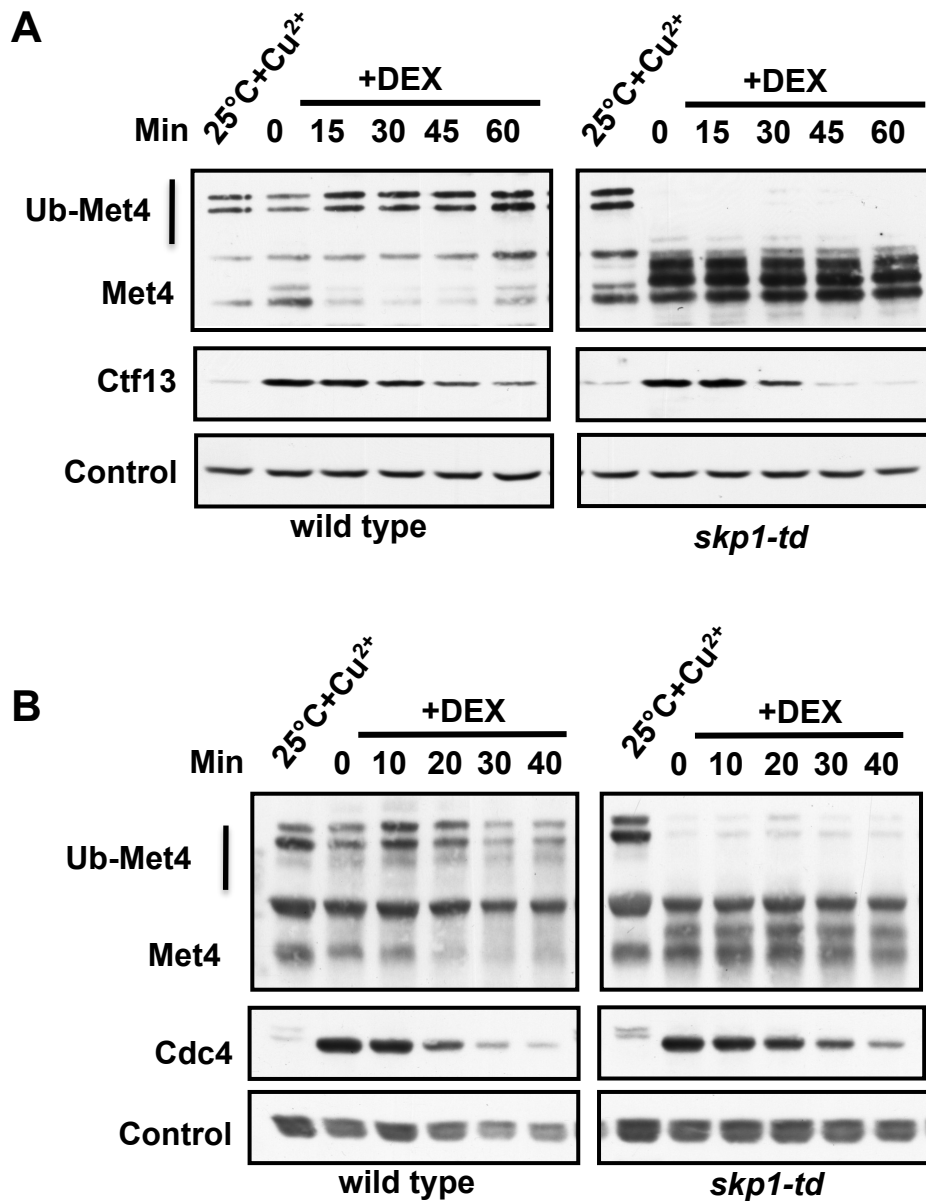 A
25°C+Cu²⁺ +DEX 25°C+Cu²⁺ +DEX
Min 0 15 30 45 60 0 15 30 45 60
Ub-Met4
Met4
Ctf13
Control
wild type skp1-td
B
25°C+Cu²⁺ +DEX 25°C+Cu²⁺ +DEX
Min 0 10 20 30 40 0 10 20 30 40
Ub-Met4
Met4
Cdc4
Control
wild type skp1-td